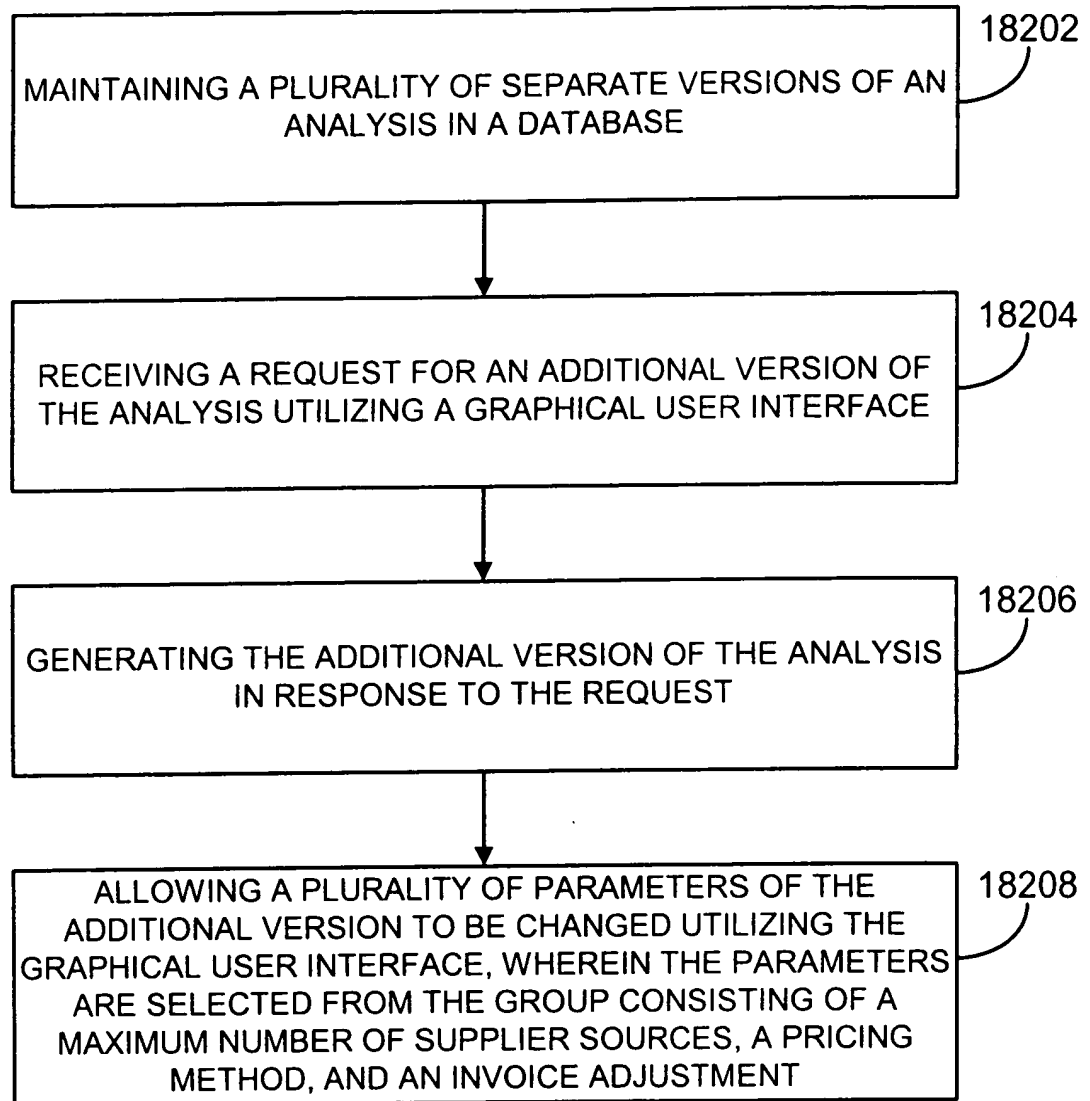 18202
MAINTAINING A PLURALITY OF SEPARATE VERSIONS OF AN
ANALYSIS IN A DATABASE
18204
RECEIVING A REQUEST FOR AN ADDITIONAL VERSION OF
THE ANALYSIS UTILIZING A GRAPHICAL USER INTERFACE
18206
GENERATING THE ADDITIONAL VERSION OF THE ANALYSIS
IN RESPONSE TO THE REQUEST
18208
ALLOWING A PLURALITY OF PARAMETERS OF THE
ADDITIONAL VERSION TO BE CHANGED UTILIZING THE
GRAPHICAL USER INTERFACE, WHEREIN THE PARAMETERS
ARE SELECTED FROM THE GROUP CONSISTING OF A
MAXIMUM NUMBER OF SUPPLIER SOURCES, A PRICING
METHOD, AND AN INVOICE ADJUSTMENT